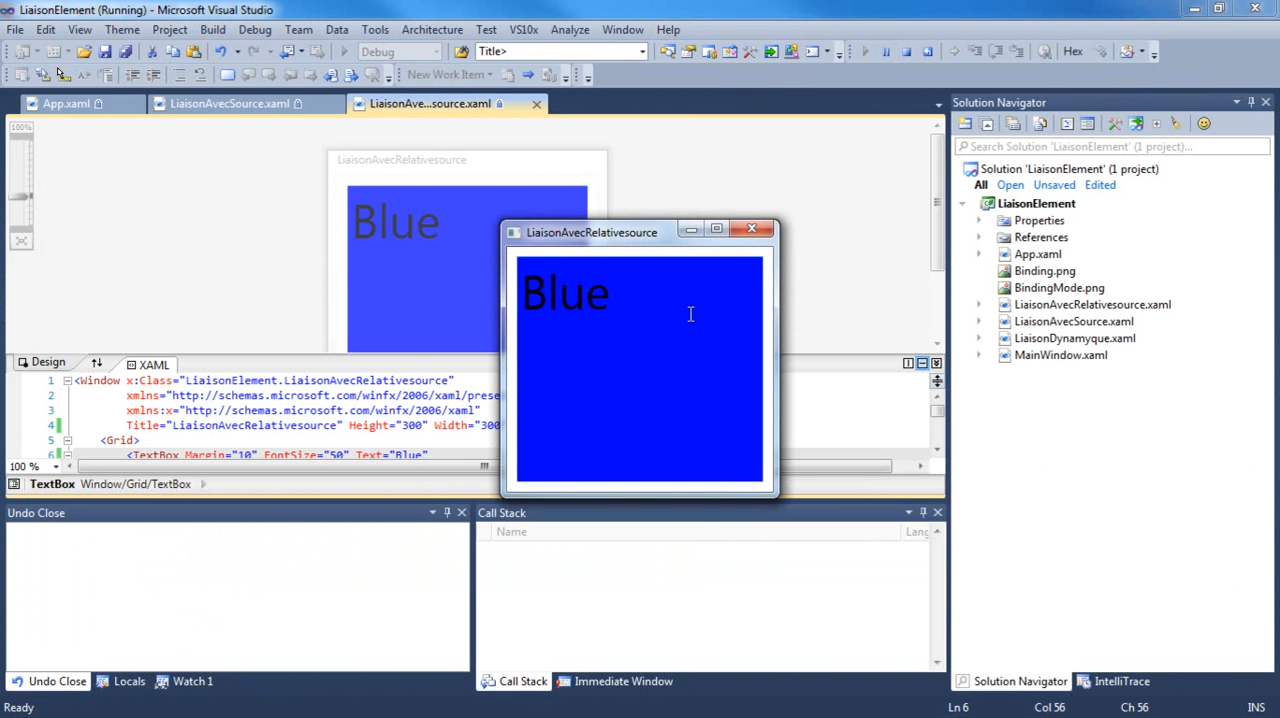 LiaisonElement (Running) - Microsoft Visual Studio
File Edit View Theme Project Build Debug Team Data Tools Architecture Test VS10x Analyze Window Help
Debug Title> Hex
New Work Item
App.xaml LiaisonAvecSource.xaml LiaisonAve...source.xaml
100%
LiaisonAvecRelativesource
Blue
LiaisonAvecRelativesource
Blue
Design XAML
1 <Window x:Class="LiaisonElement.LiaisonAvecRelativesource"
2 xmlns="http://schemas.microsoft.com/winfx/2006/xaml/prese
3 xmlns:x="http://schemas.microsoft.com/winfx/2006/xaml"
4 Title="LiaisonAvecRelativesource" Height="300" Width="300
5 <Grid>
6 <TextBox Margin="10" FontSize="50" Text="Blue"
100 %
TextBox Window/Grid/TextBox
Undo Close
Undo Close Locals Watch 1
Call Stack
Name Lang
Call Stack Immediate Window
Solution Navigator
Search Solution 'LiaisonElement' (1 project)...
Solution 'LiaisonElement' (1 project)
All Open Unsaved Edited
LiaisonElement
Properties
References
App.xaml
Binding.png
BindingMode.png
LiaisonAvecRelativesource.xaml
LiaisonAvecSource.xaml
LiaisonDynamyque.xaml
MainWindow.xaml
Solution Navigator IntelliTrace
Ready Ln 6 Col 56 Ch 56 INS